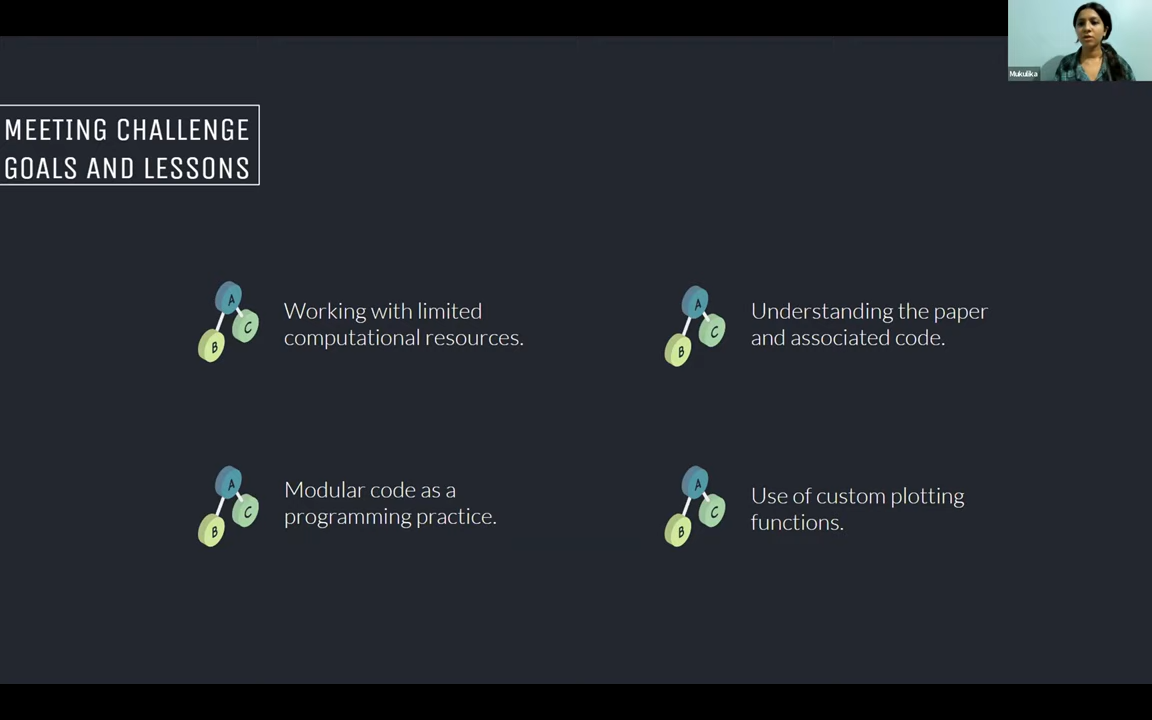 Mukulika
MEETING CHALLENGE
GOALS AND LESSONS
A
C
B
Working with limited
computational resources.
A
C
B
Understanding the paper
and associated code.
A
C
B
Modular code as a
programming practice.
A
C
B
Use of custom plotting
functions.